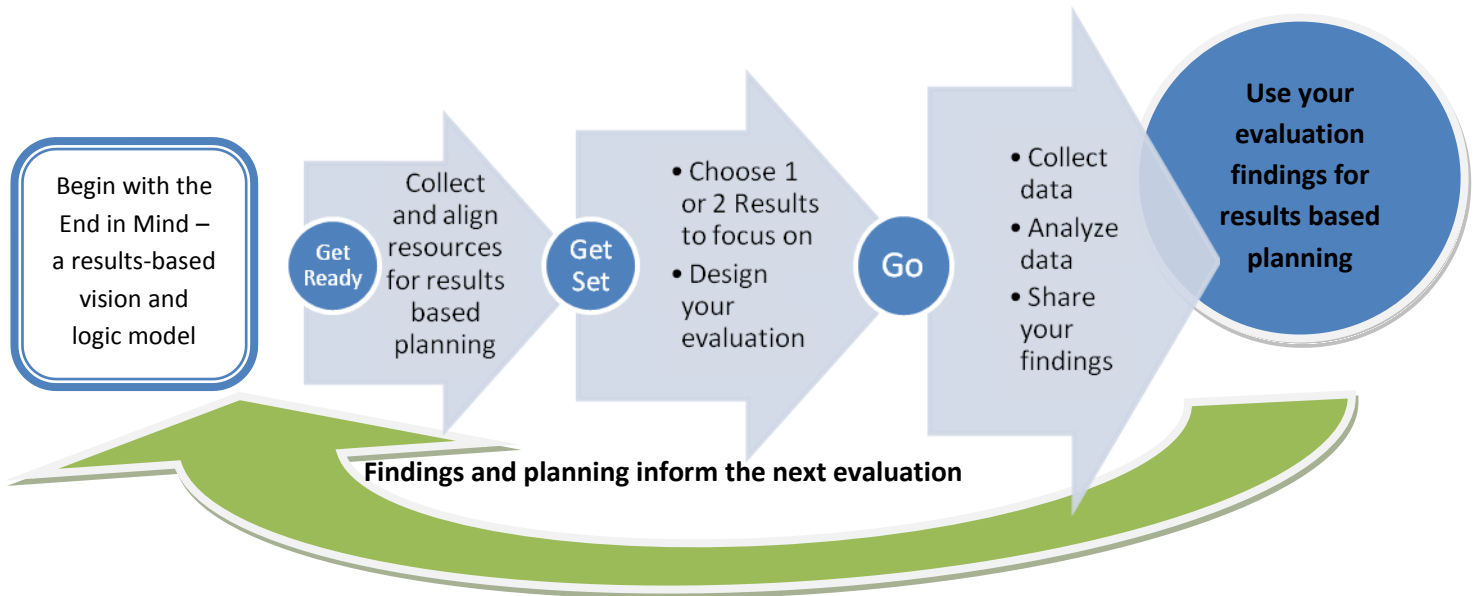 Begin with the
End in Mind –
a results-based
vision and
logic model
Get
Ready
Collect
and align
resources
for results
based
planning
Get
Set
• Choose 1
or 2 Results
to focus on
• Design
your
evaluation
Go
• Collect
data
• Analyze
data
• Share
your
findings
Use your
evaluation
findings for
results based
planning
Findings and planning inform the next evaluation